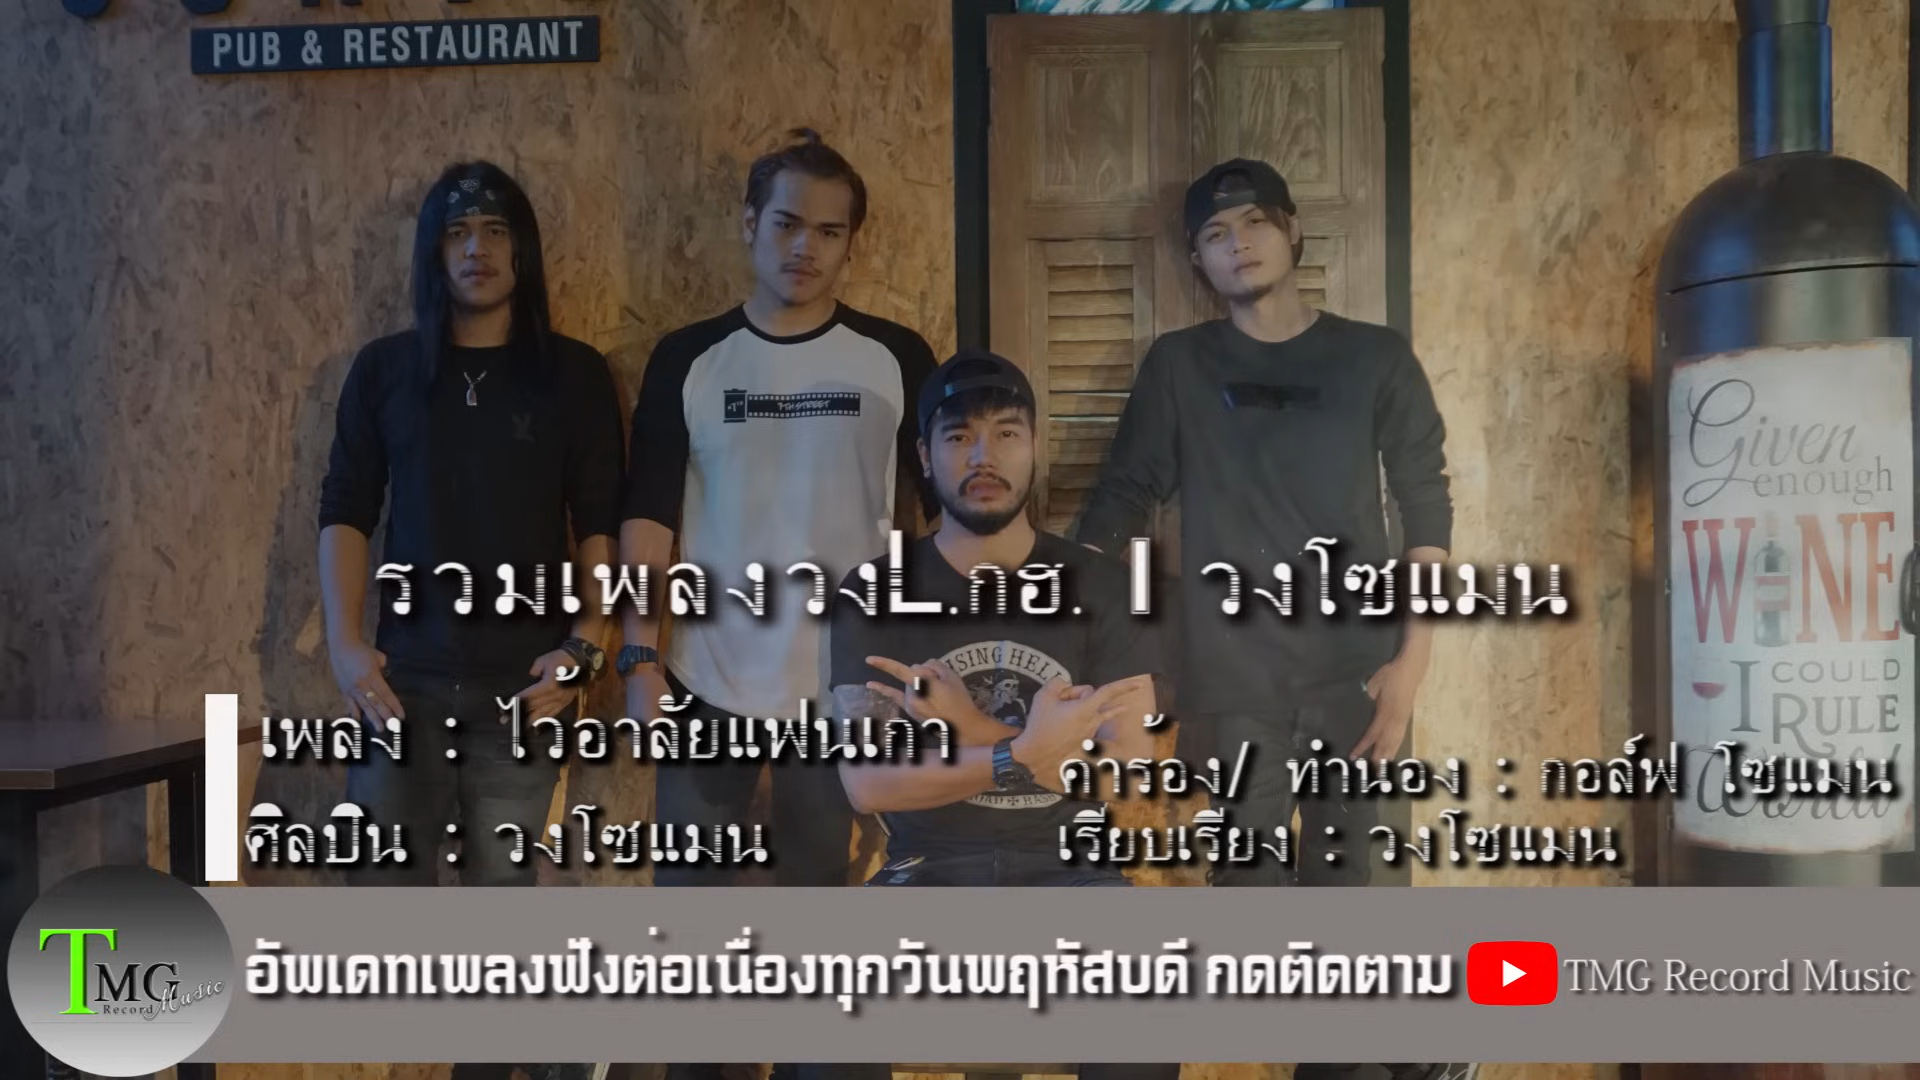 PUB & RESTAURANT
7TH STREET
Given
enough
WINE
I COULD
RULE
รวมเพลงวงL.กฮ. | วงโซแมน
เพลง : ไว้อาลัยแฟนเก่า
ศิลปิน : วงโซแมน
คำร้อง/ ทำนอง : กอล์ฟ โซแมน
เรียบเรียง : วงโซแมน
TMG
Record Music
อัพเดทเพลงฟังต่อเนื่องทุกวันพฤหัสบดี กดติดตาม TMG Record Music